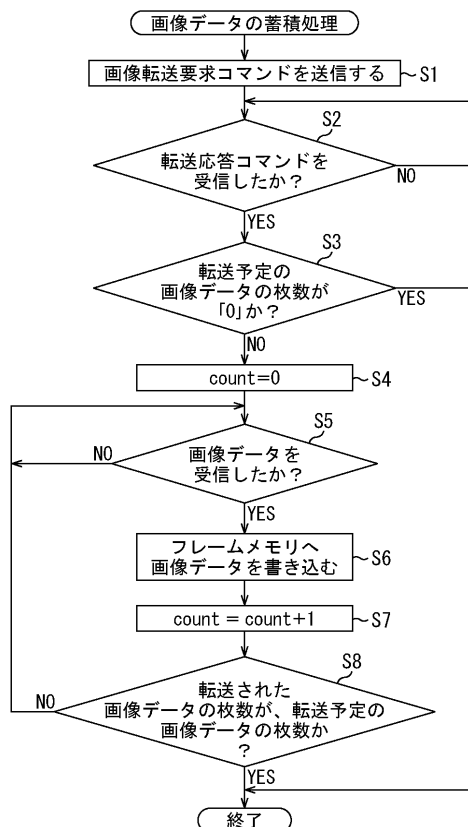 画像データの蓄積処理
画像転送要求コマンドを送信する
S1
S2
転送応答コマンドを
受信したか？
NO
YES
S3
転送予定の
画像データの枚数が
「0」か？
YES
NO
count=0
S4
S5
画像データを
受信したか？
NO
YES
フレームメモリへ
画像データを書き込む
S6
count = count+1
S7
S8
転送された
画像データの枚数が、転送予定の
画像データの枚数か
？
NO
YES
終了